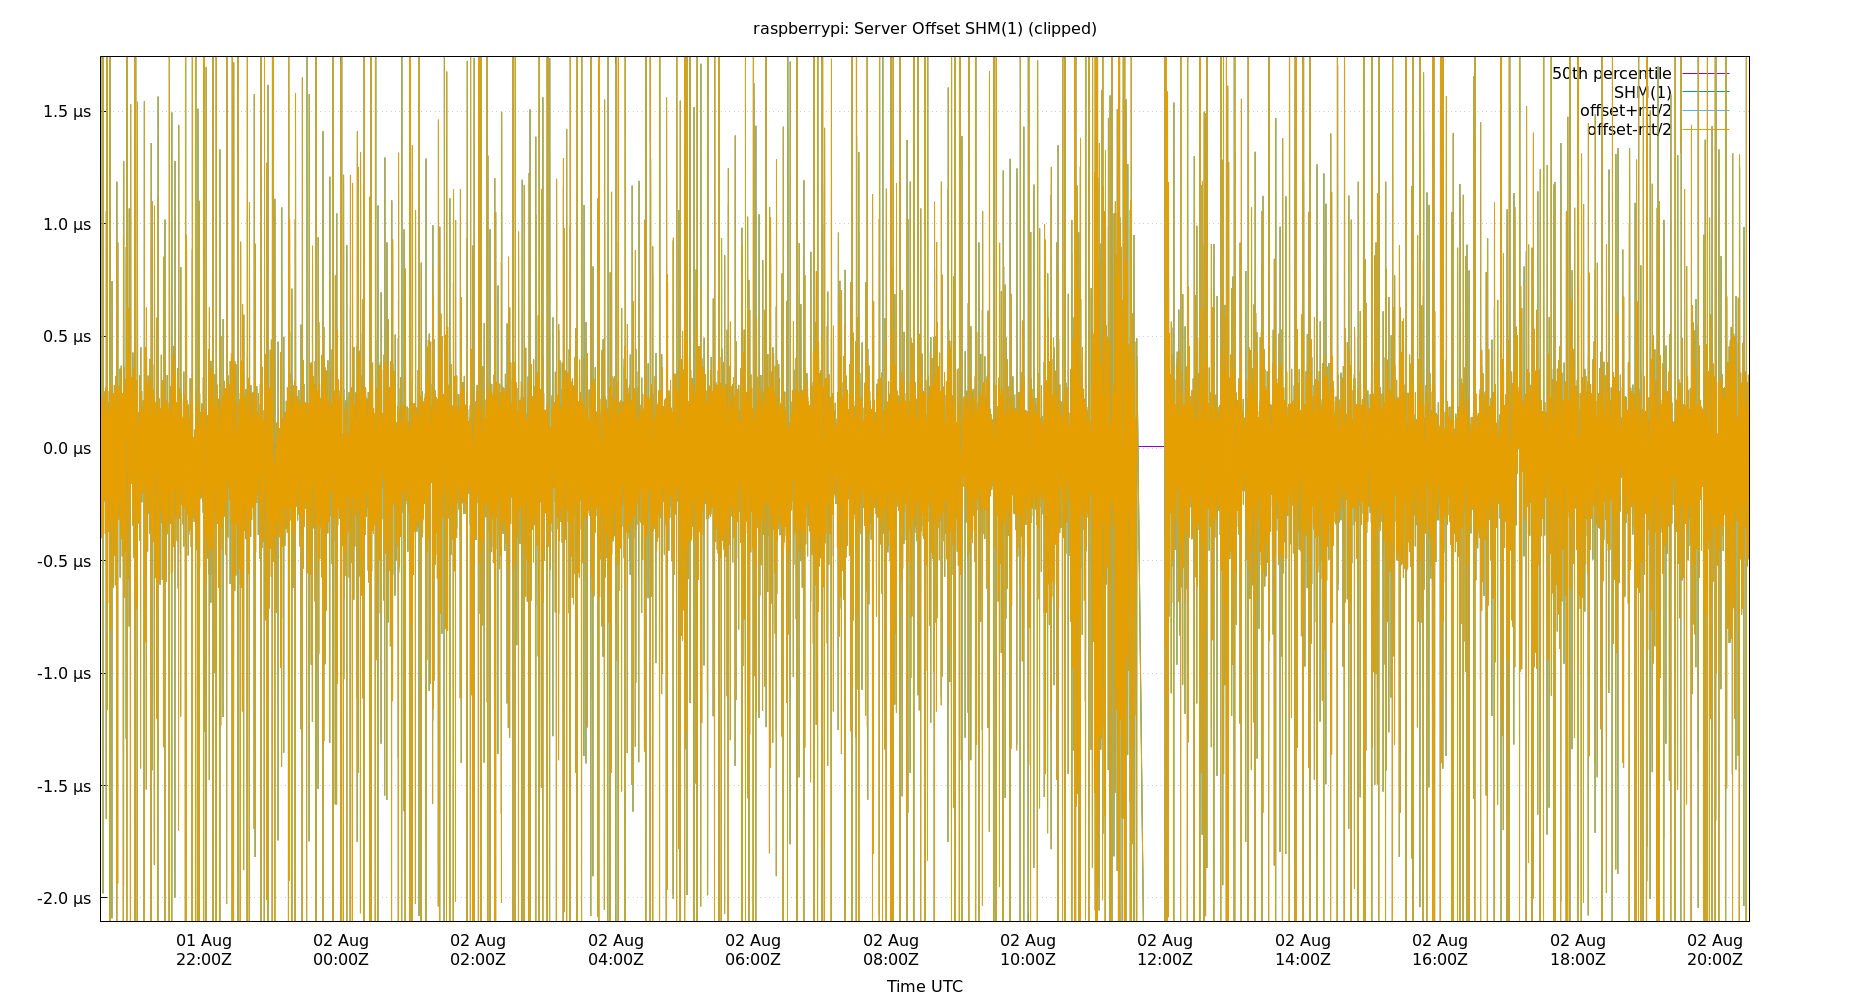 raspberrypi: Server Offset SHM(1) (clipped)
50th percentile
SHM(1)
offset+rtt/2
offset-rtt/2
1.5 µs
1.0 µs
0.5 µs
0.0 µs
-0.5 µs
-1.0 µs
-1.5 µs
-2.0 µs
01 Aug 02 Aug 02 Aug 02 Aug 02 Aug 02 Aug 02 Aug 02 Aug 02 Aug 02 Aug 02 Aug 02 Aug
22:00Z 00:00Z 02:00Z 04:00Z 06:00Z 08:00Z 10:00Z 12:00Z 14:00Z 16:00Z 18:00Z 20:00Z
Time UTC